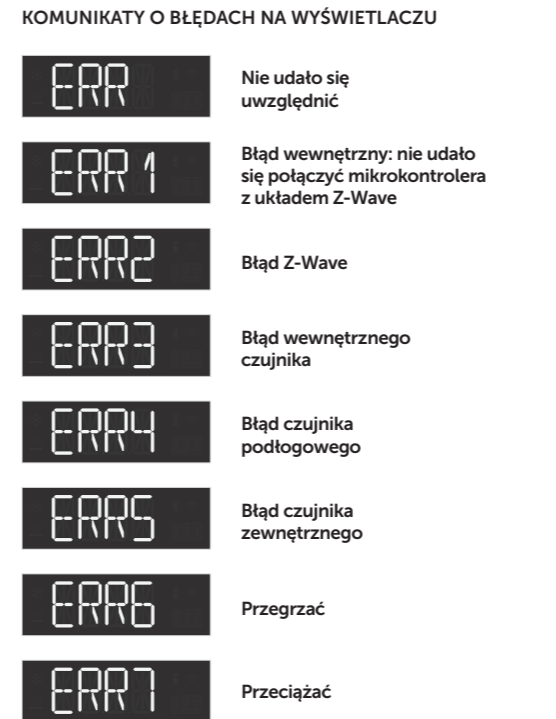 KOMUNIKATY O BŁĘDACH NA WYŚWIETLACZU
ERR
Nie udało się
uwzględnić
ERR 1
Błąd wewnętrzny: nie udało
się połączyć mikrokontrolera
z układem Z-Wave
ERR2
Błąd Z-Wave
ERR3
Błąd wewnętrznego
czujnika
ERR4
Błąd czujnika
podłogowego
ERR5
Błąd czujnika
zewnętrznego
ERR6
Przegrzać
ERR7
Przeciążać